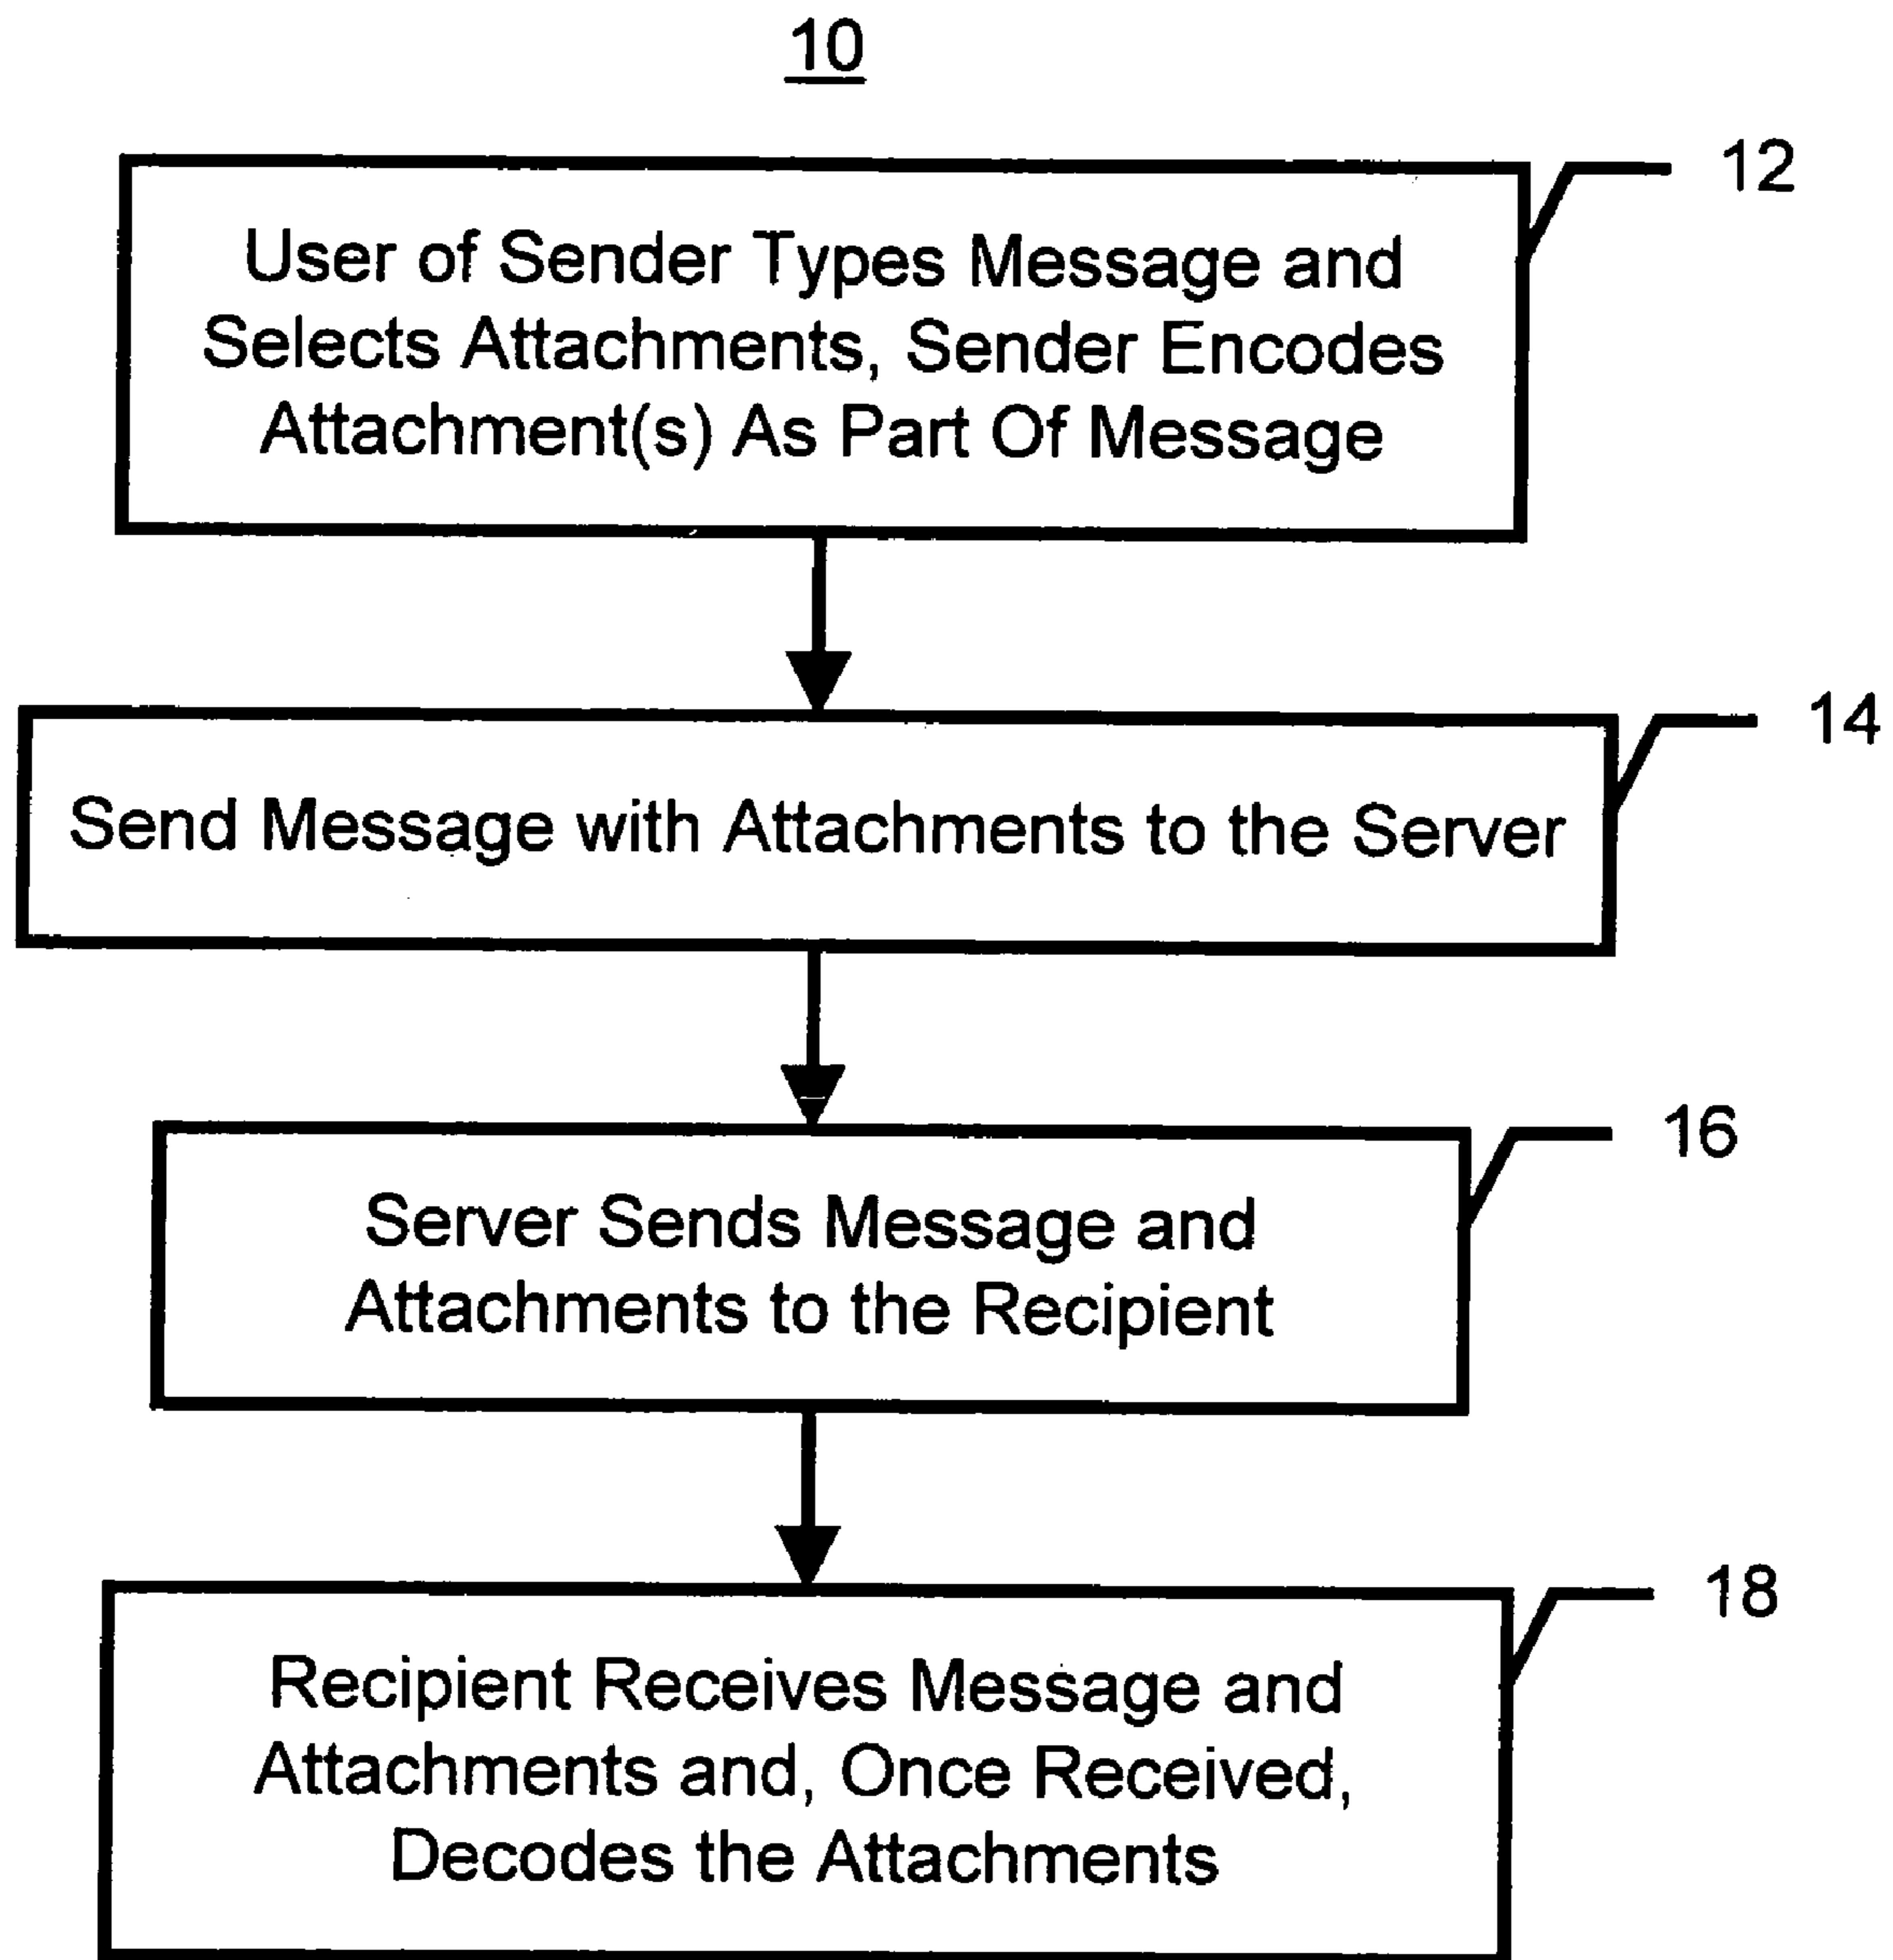 10
12
User of Sender Types Message and
Selects Attachments, Sender Encodes
Attachment(s) As Part Of Message
14
Send Message with Attachments to the Server
16
Server Sends Message and
Attachments to the Recipient
18
Recipient Receives Message and
Attachments and, Once Received,
Decodes the Attachments